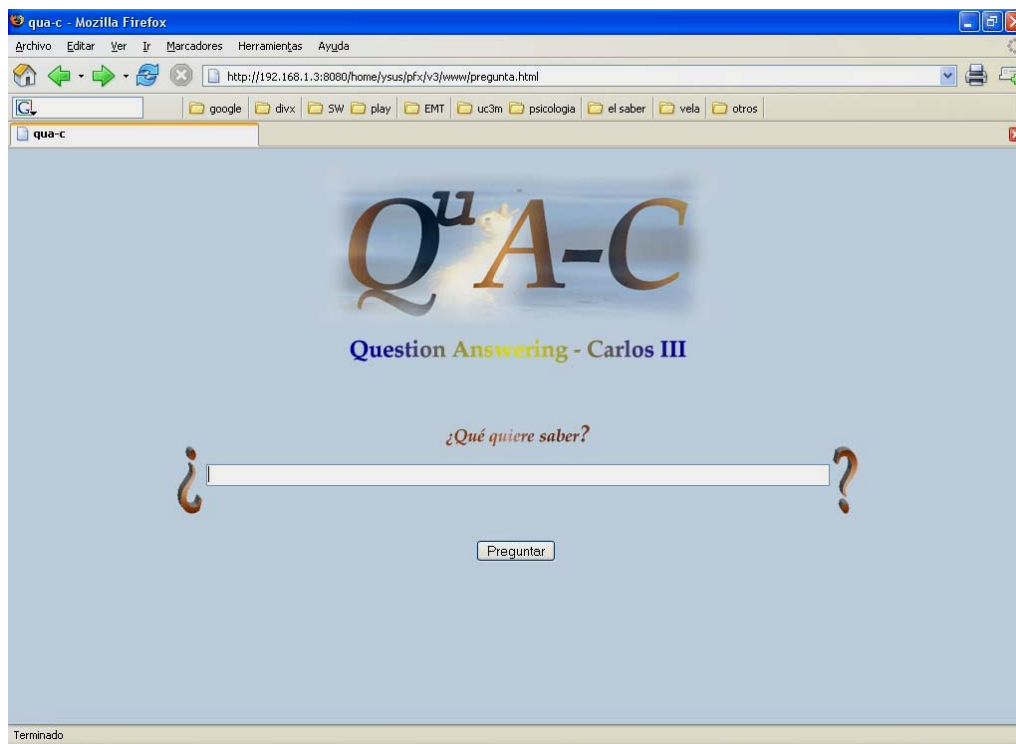 qua-c - Mozilla Firefox
Archivo Editar Ver Ir Marcadores Herramientas Ayuda
http://192.168.1.3:8080/home/ysus/pfx/v3/www/pregunta.html
G google divx SW play EMT uc3m psicologia el saber vela otros
qua-c
QuA-C
Question Answering - Carlos III
¿Qué quiere saber?
¿ ?
Preguntar
Terminado